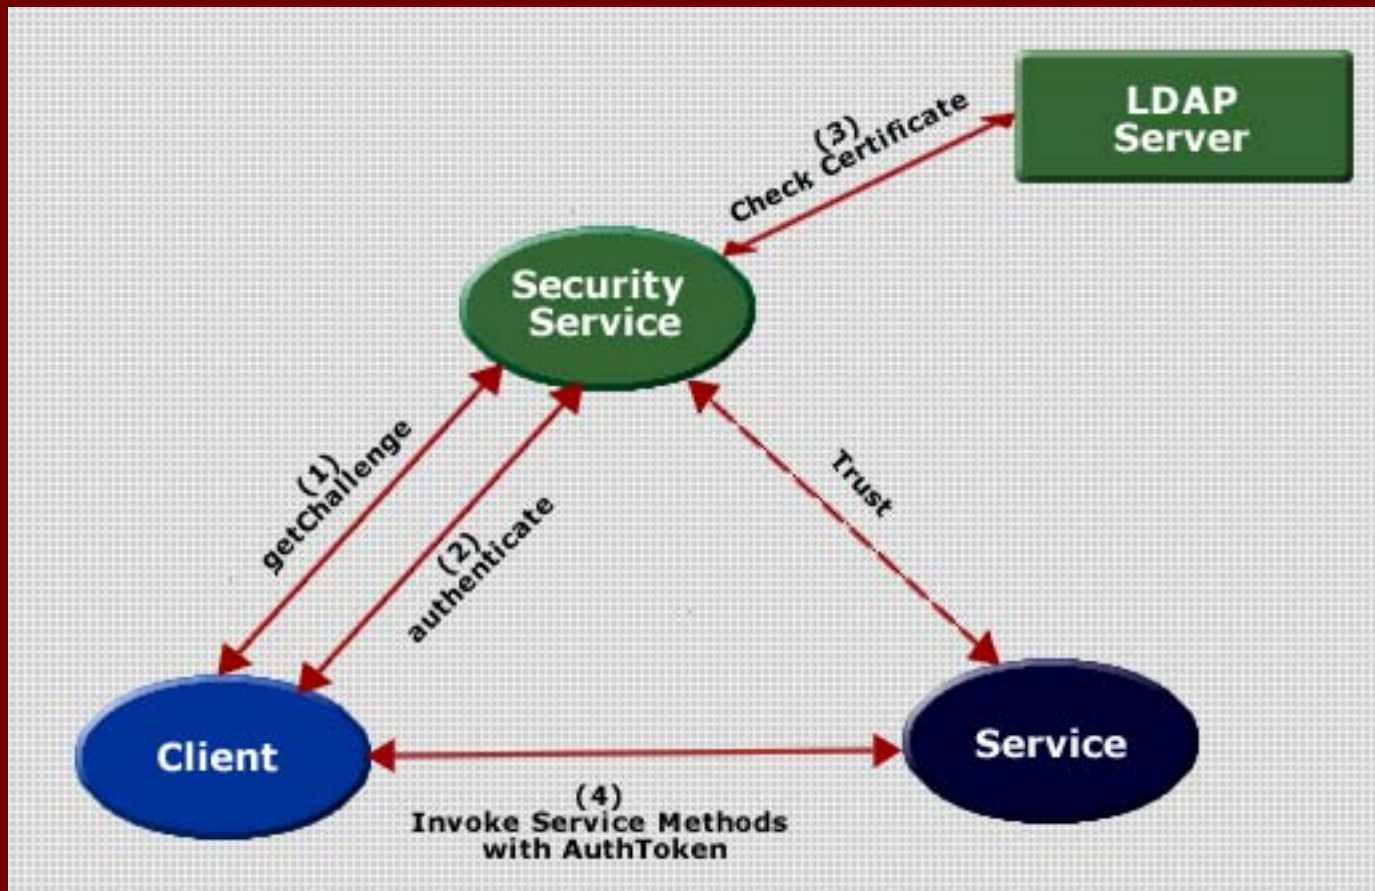 LDAP
Server
(3)
Check Certificate
Security
Service
(1)
getChallenge
(2)
authenticate
Trust
Client
Service
(4)
Invoke Service Methods
with AuthToken